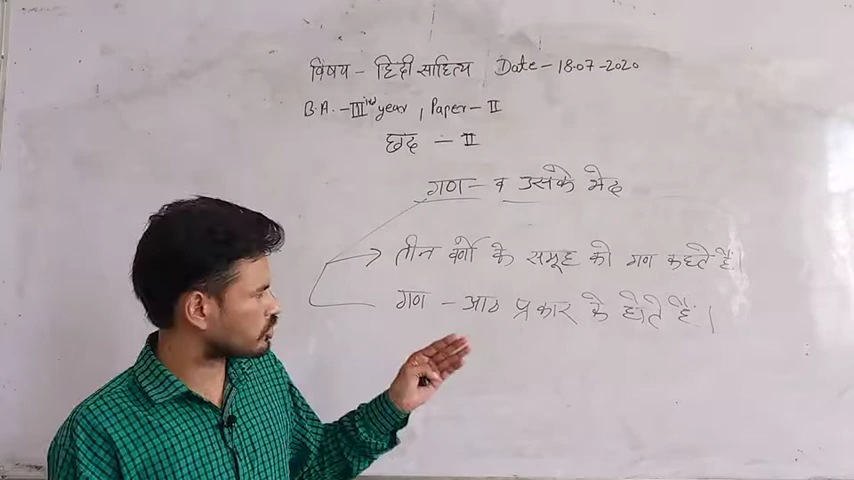 विषय - हिंदी साहित्य Date - 18-07-2020
B.A. - III rd year, Paper - II
छंद - II
गण - व उसके भेद
तीन वर्णों के समूह को गण कहते हैं।
गण - आठ प्रकार के होते हैं।